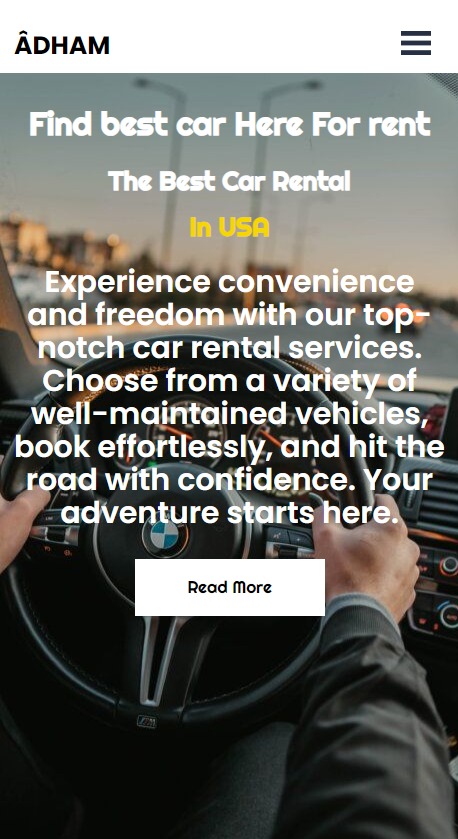 ÂDHAM
Find best car Here For rent
The Best Car Rental
In USA
Experience convenience
and freedom with our top-
notch car rental services.
Choose from a variety of
well-maintained vehicles,
book effortlessly, and hit the
road with confidence. Your
adventure starts here.
Read More